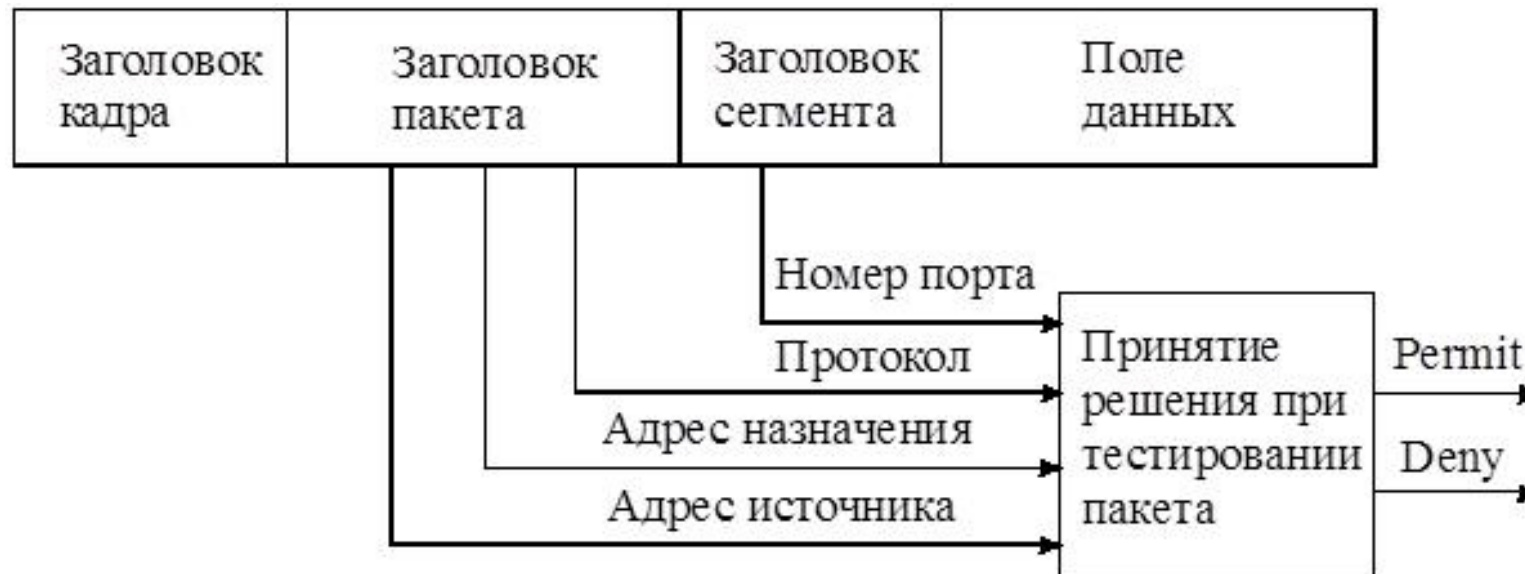 Заголовок
кадра
Заголовок
пакета
Заголовок
сегмента
Поле
данных
Номер порта
Протокол
Адрес назначения
Адрес источника
Принятие
решения при
тестировании
пакета
Permit
Deny